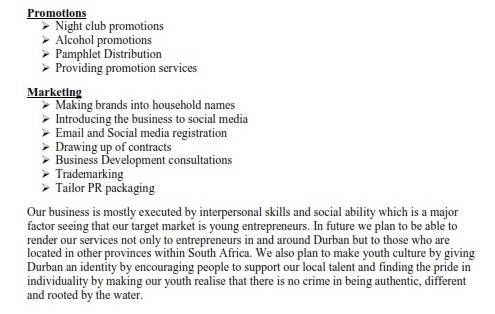 Promotions
➢ Night club promotions
➢ Alcohol promotions
➢ Pamphlet Distribution
➢ Providing promotion services
Marketing
➢ Making brands into household names
➢ Introducing the business to social media
➢ Email and Social media registration
➢ Drawing up of contracts
➢ Business Development consultations
➢ Trademarking
➢ Tailor PR packaging
Our business is mostly executed by interpersonal skills and social ability which is a major
factor seeing that our target market is young entrepreneurs. In future we plan to be able to
render our services not only to entrepreneurs in and around Durban but to those who are
located in other provinces within South Africa. We also plan to make youth culture by giving
Durban an identity by encouraging people to support our local talent and finding the pride in
individuality by making our youth realise that there is no crime in being authentic, different
and rooted by the water.